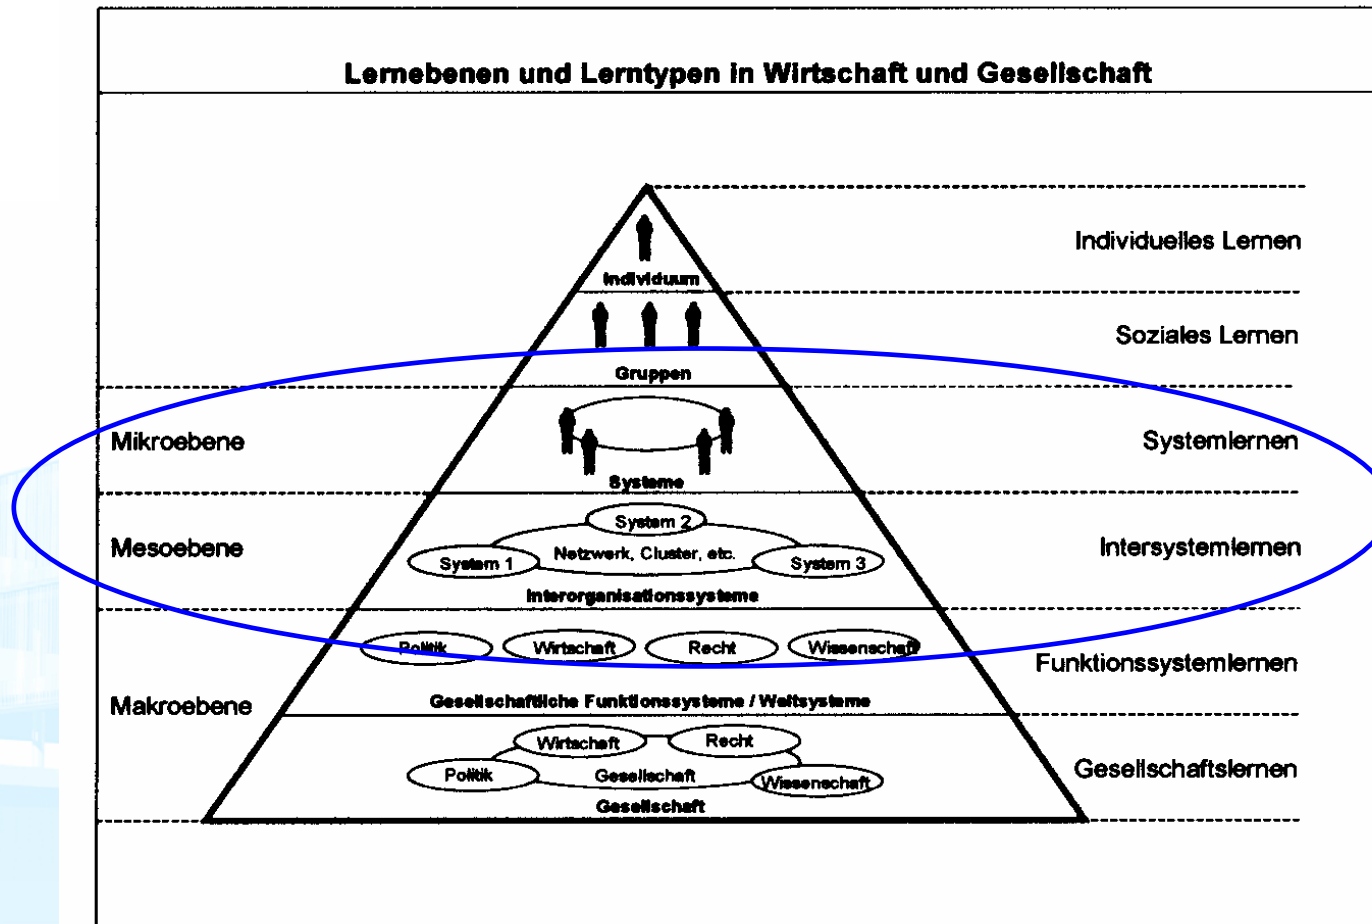 Lernebenen und Lerntypen in Wirtschaft und Gesellschaft
Individuelles Lernen
Individuum
Soziales Lernen
Gruppen
Mikroebene
Systemlernen
Systeme
System 2
Mesoebene
Netzwerk, Cluster, etc.
Intersystemlernen
System 1
System 3
Interorganisationssysteme
Politik
Wirtschaft
Recht
Wissenschaft
Funktionssystemlernen
Makroebene
Gesellschaftliche Funktionssysteme / Weltsysteme
Wirtschaft
Recht
Politik
Gesellschaft
Wissenschaft
Gesellschaftslernen
Gesellschaft